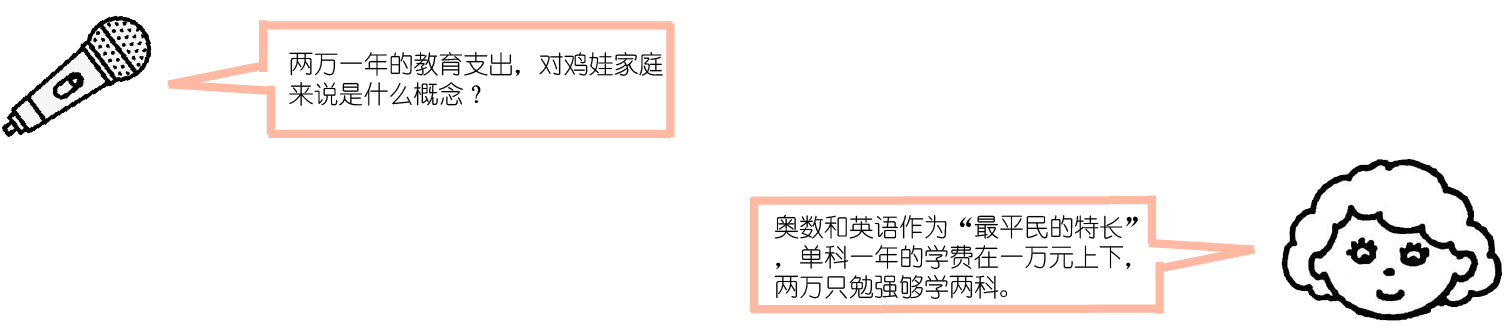 两万一年的教育支出，对鸡娃家庭
来说是什么概念？
奥数和英语作为“最平民的特长”
，单科一年的学费在一万元上下，
两万只勉强够学两科。